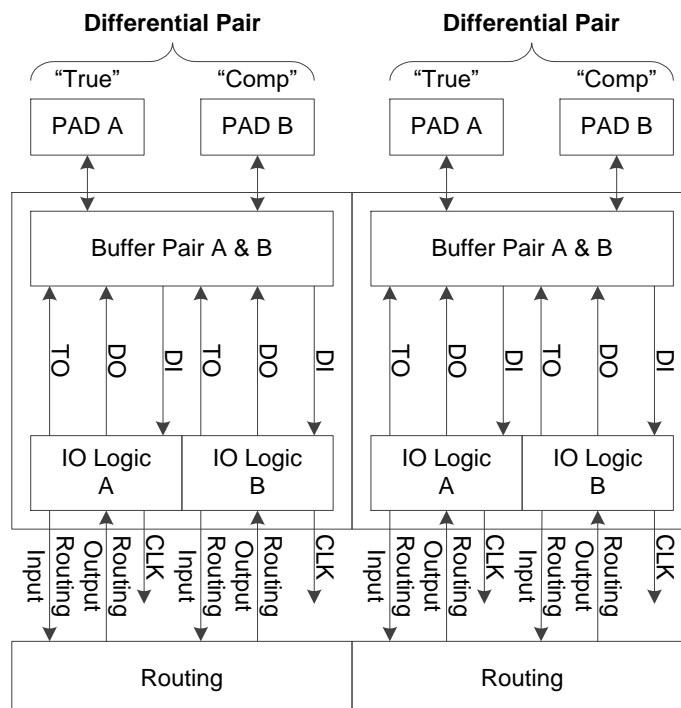 Differential Pair Differential Pair
“True” “Comp” “True” “Comp”
PAD A PAD B PAD A PAD B
Buffer Pair A & B Buffer Pair A & B
TO DO DI TO DO DI TO DO DI TO DO DI
IO Logic A IO Logic B IO Logic A IO Logic B
Routing Input Routing Output CLK Routing Input Routing Output CLK Routing Input Routing Output CLK Routing Input Routing Output CLK
Routing Routing